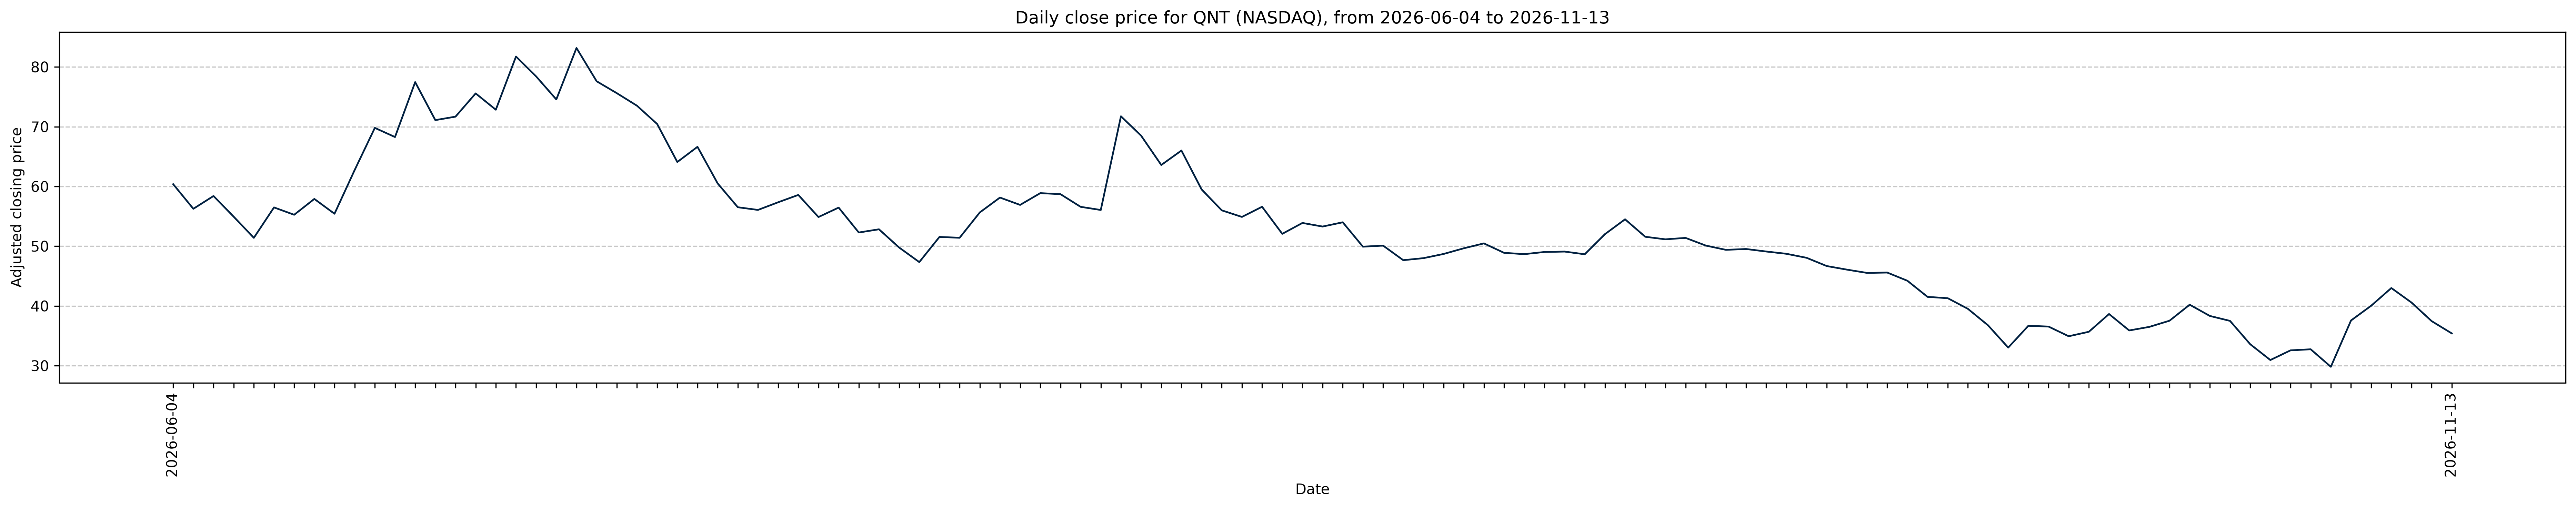 Daily close price for QNT (NASDAQ), from 2026-06-04 to 2026-11-13
Adjusted closing price
80
70
60
50
40
30
2026-06-04
2026-11-13
Date